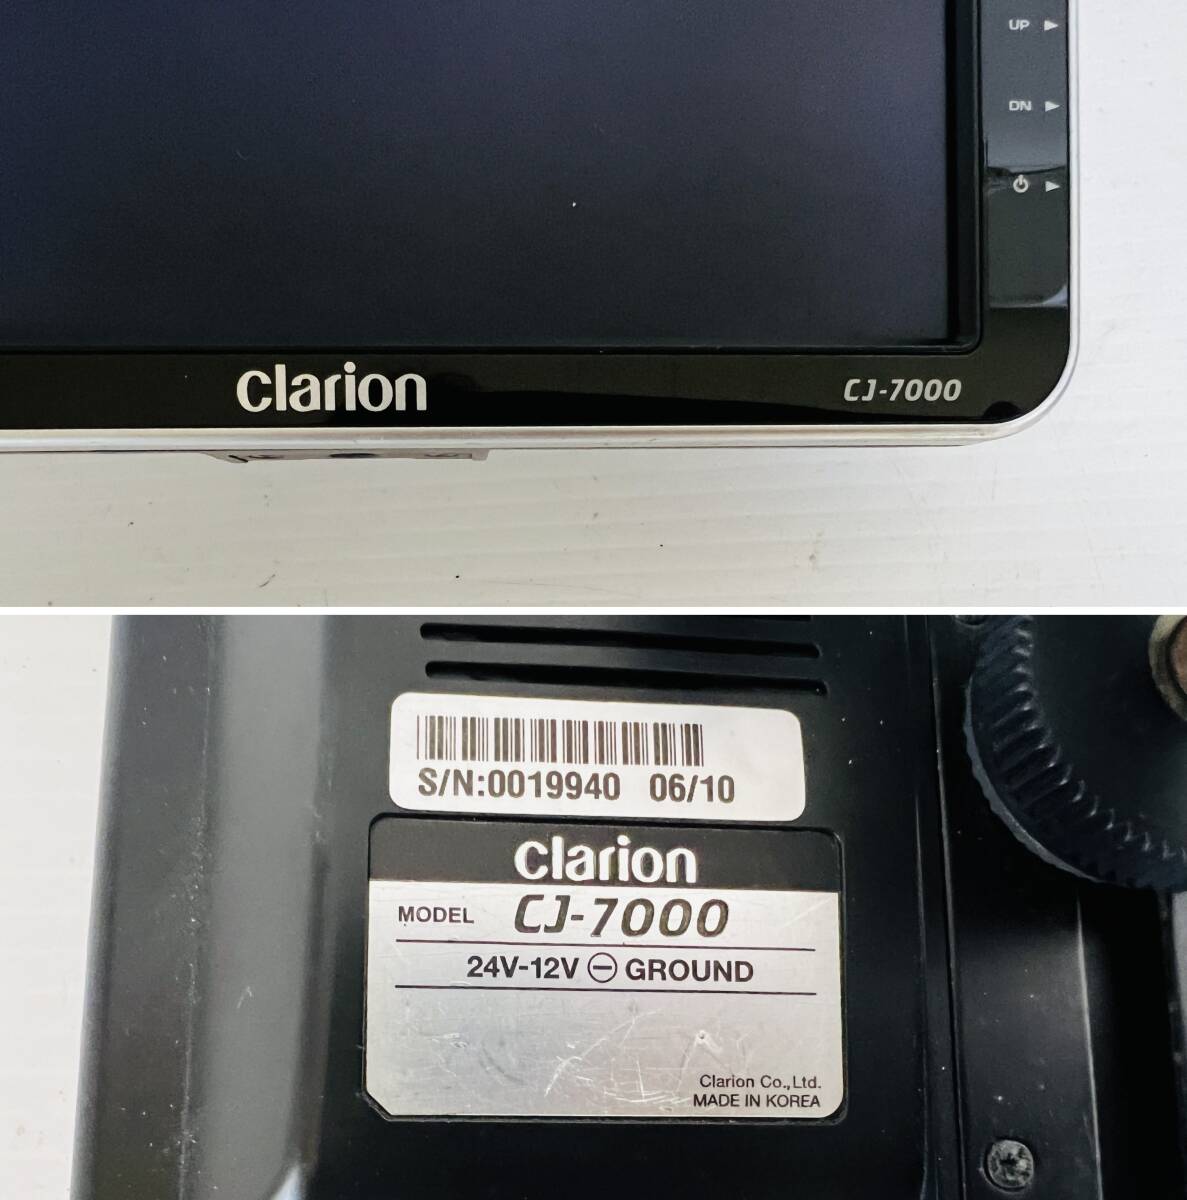 UP
DN
Clarion
CJ-7000
S/N:0019940 06/10
Clarion
MODEL CJ-7000
24V-12V ⊖ GROUND
Clarion Co.,Ltd.
MADE IN KOREA